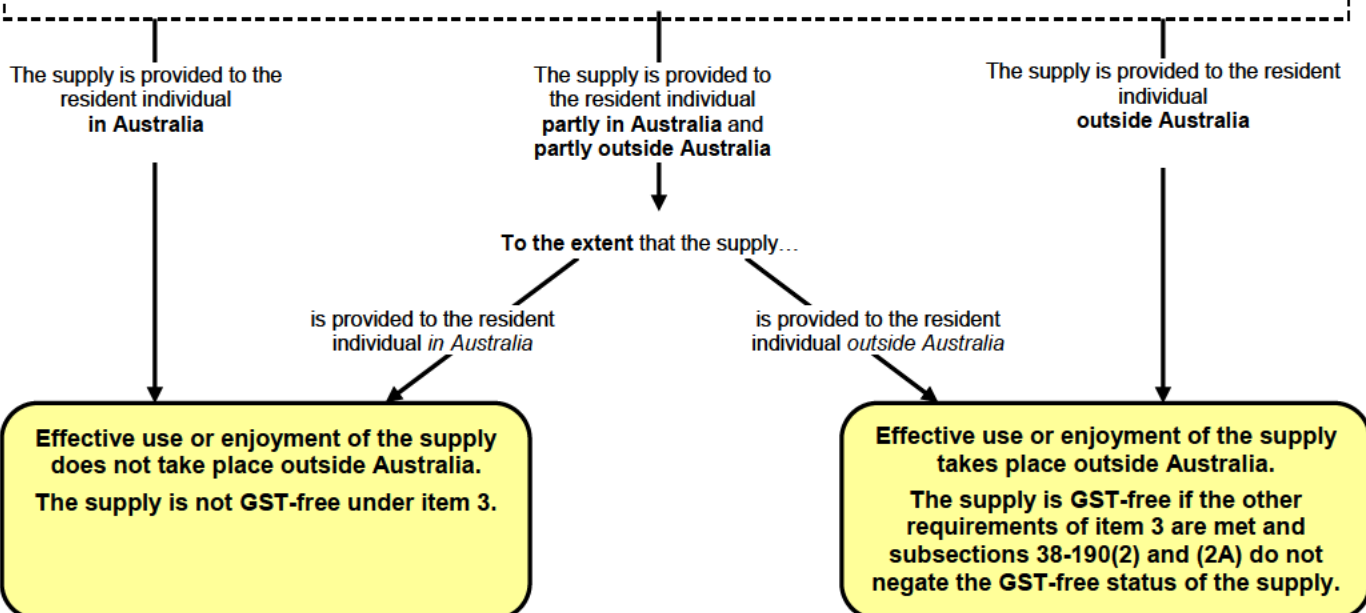 The supply is provided to the
resident individual
in Australia
The supply is provided to
the resident individual
partly in Australia and
partly outside Australia
The supply is provided to the resident
individual
outside Australia
To the extent that the supply…
is provided to the resident
individual in Australia
is provided to the resident
individual outside Australia
Effective use or enjoyment of the supply
does not take place outside Australia.
The supply is not GST-free under item 3.
Effective use or enjoyment of the supply
takes place outside Australia.
The supply is GST-free if the other
requirements of item 3 are met and
subsections 38-190(2) and (2A) do not
negate the GST-free status of the supply.